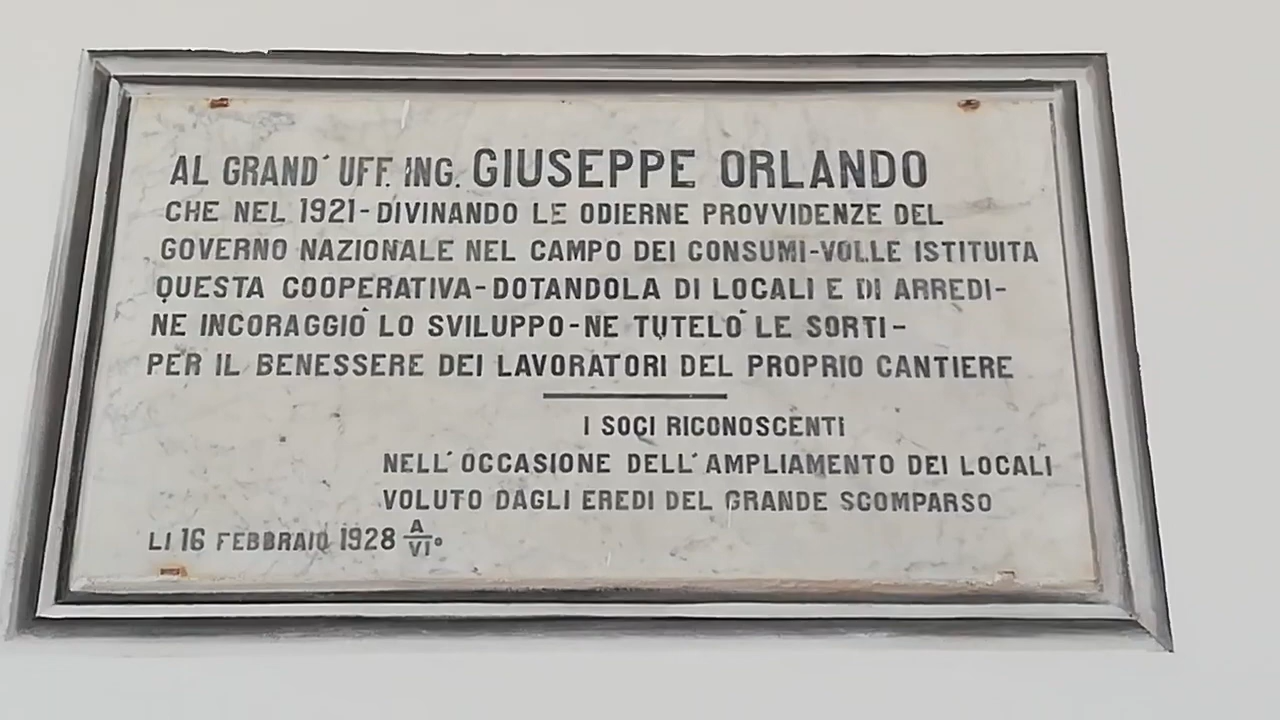 AL GRAND' UFF. ING. GIUSEPPE ORLANDO
CHE NEL 1921-DIVINANDO LE ODIERNE PROVVIDENZE DEL
GOVERNO NAZIONALE NEL CAMPO DEI CONSUMI-VOLLE ISTITUITA
QUESTA COOPERATIVA-DOTANDOLA DI LOCALI E DI ARREDI-
NE INCORAGGIÒ LO SVILUPPO-NE TUTELÒ LE SORTI-
PER IL BENESSERE DEI LAVORATORI DEL PROPRIO CANTIERE
I SOCI RICONOSCENTI
NELL'OCCASIONE DELL'AMPLIAMENTO DEI LOCALI
VOLUTO DAGLI EREDI DEL GRANDE SCOMPARSO
LI 16 FEBBRAIO 1928 A/VI°